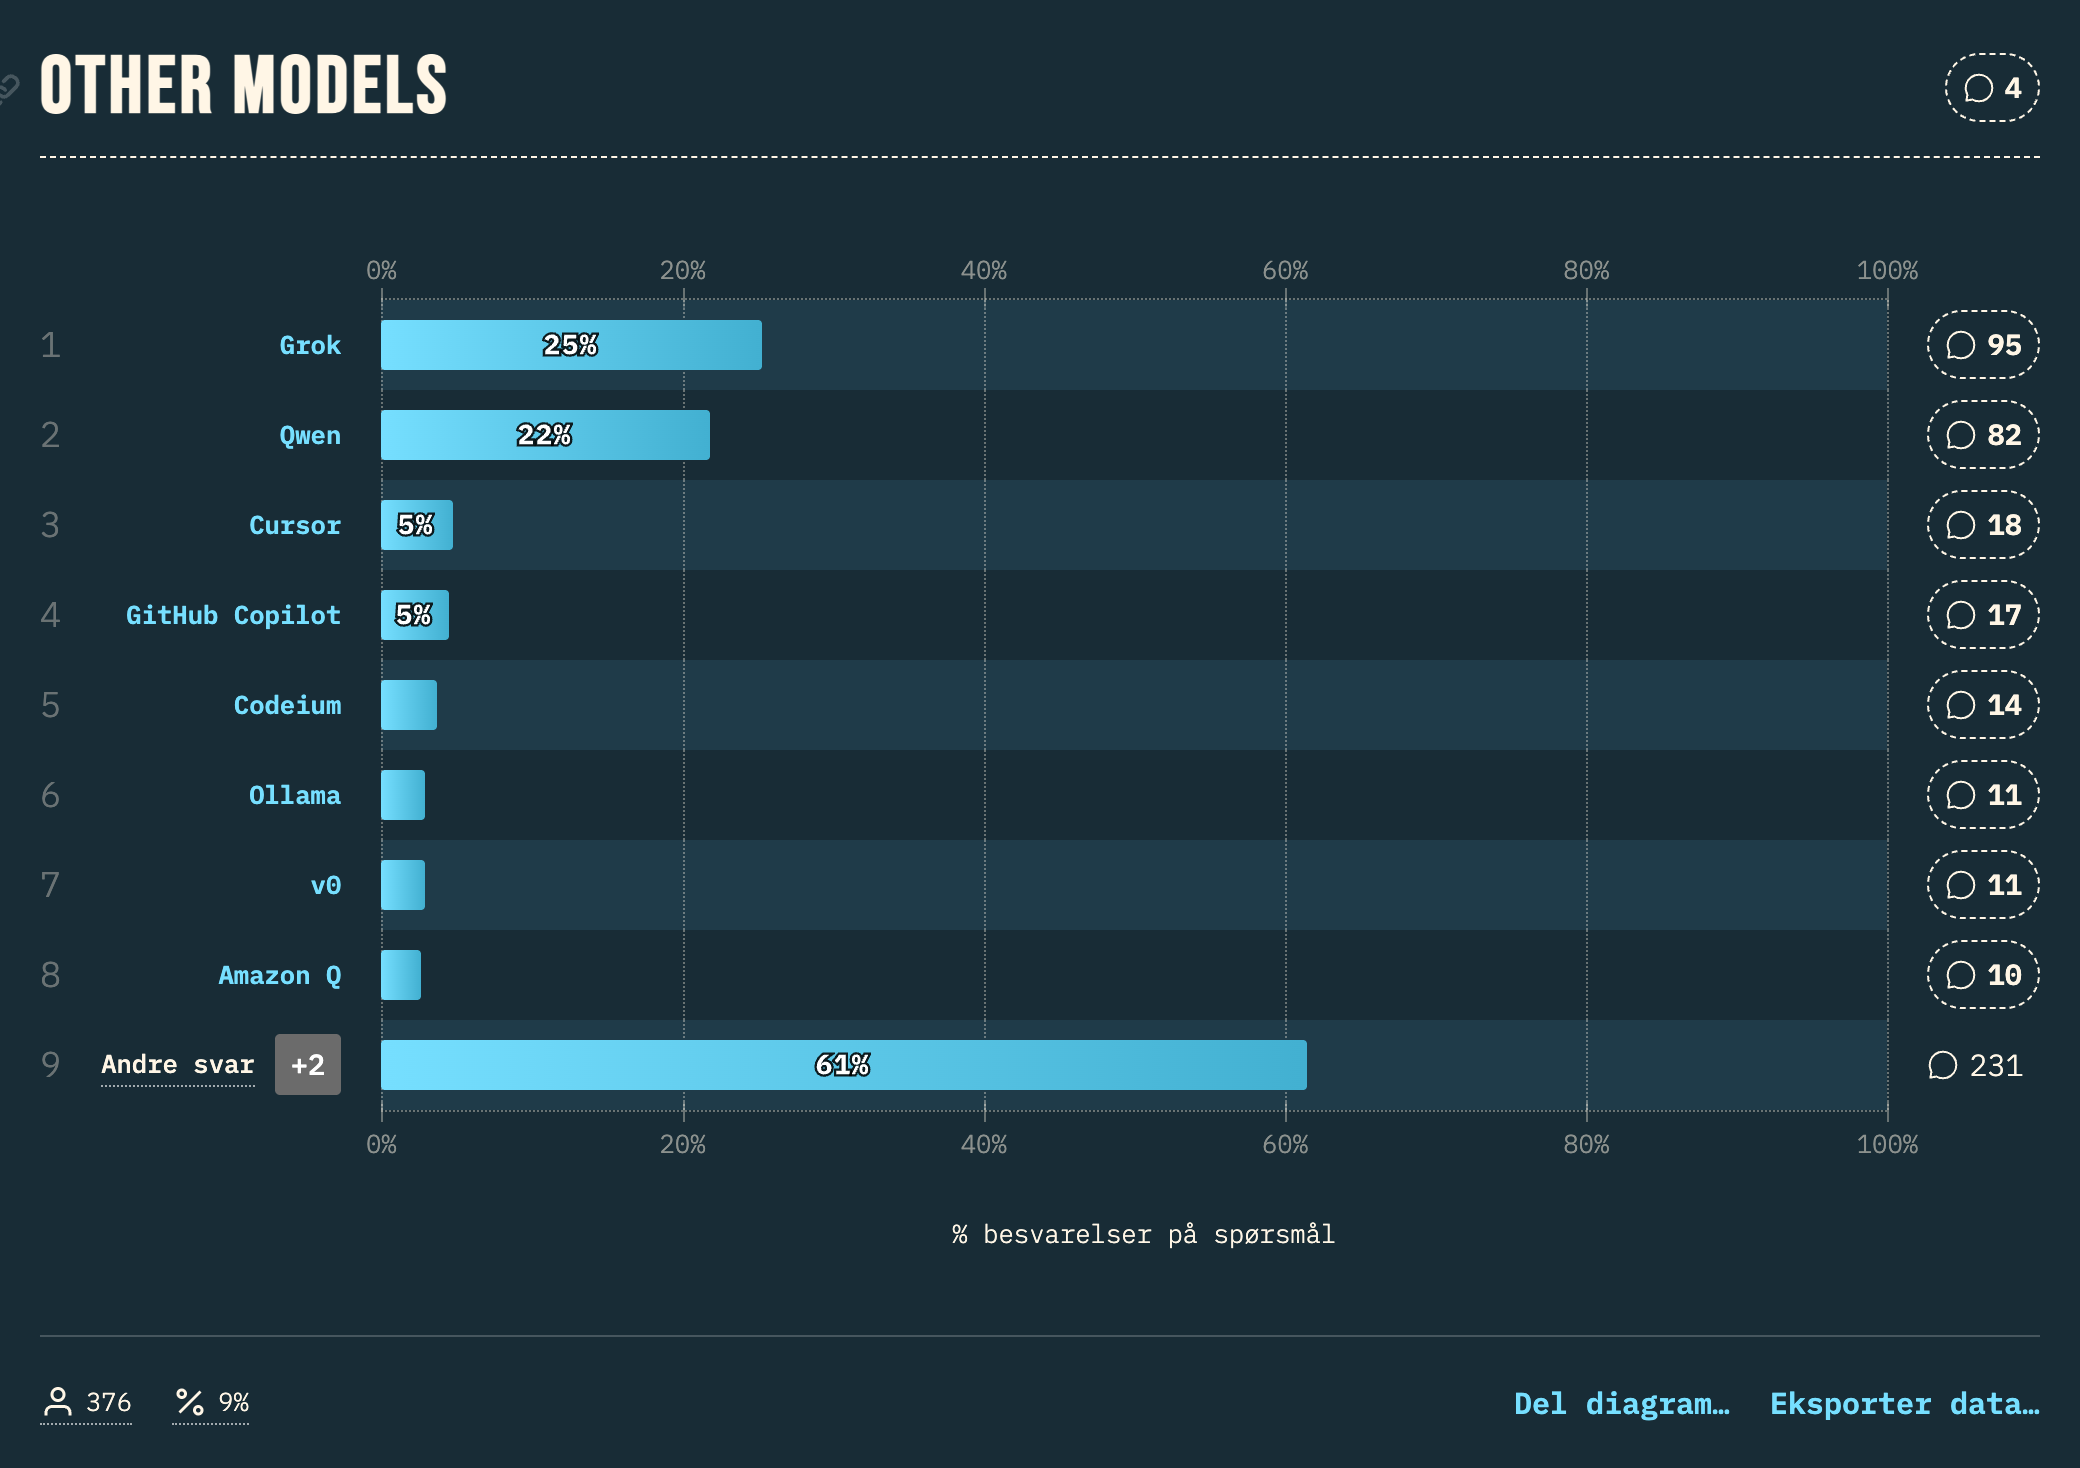 OTHER MODELS
4
0% 20% 40% 60% 80% 100%
1 Grok 25% 95
2 Qwen 22% 82
3 Cursor 5% 18
4 GitHub Copilot 5% 17
5 Codeium 14
6 Ollama 11
7 v0 11
8 Amazon Q 10
9 Andre svar +2 61% 231
0% 20% 40% 60% 80% 100%
% besvarelser på spørsmål
376 9% Del diagram… Eksporter data…